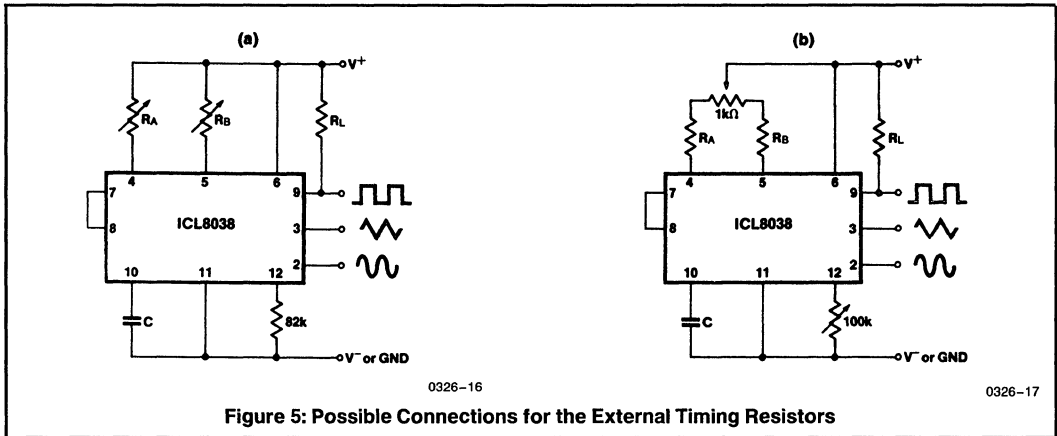 (a)
V+
RA
RB
RL
4
5
6
7
8
9
3
2
ICL8038
10
11
12
C
82k
V− or GND
0326–16
(b)
V+
1kΩ
RA
RB
RL
4
5
6
7
8
9
3
2
ICL8038
10
11
12
C
100k
V− or GND
0326–17
Figure 5: Possible Connections for the External Timing Resistors